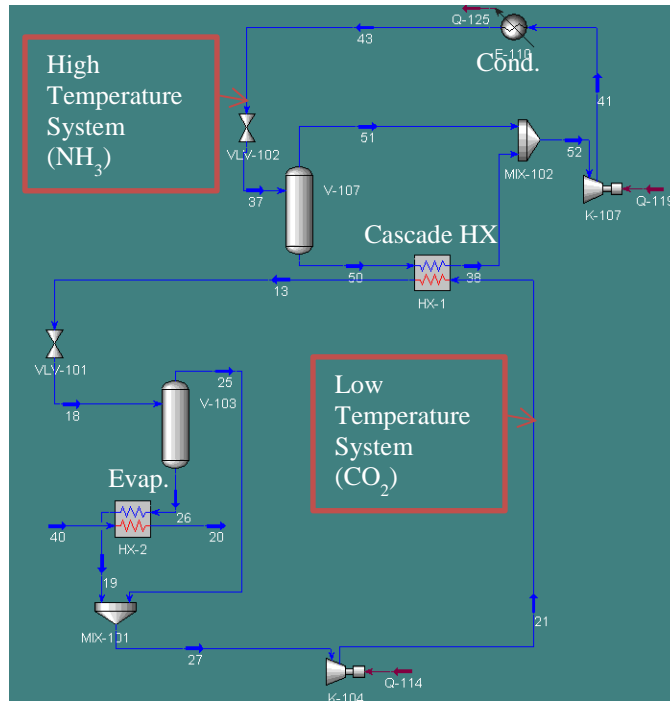 Q-125
43
E-110
Cond.
High
Temperature
System
(NH₃)
41
51
52
VLV-102
MIX-102
37
V-107
K-107
Q-119
Cascade HX
50
38
13
HX-1
VLV-101
25
V-103
18
Low
Temperature
System
(CO₂)
Evap.
26
40
20
HX-2
19
MIX-101
21
27
Q-114
K-104